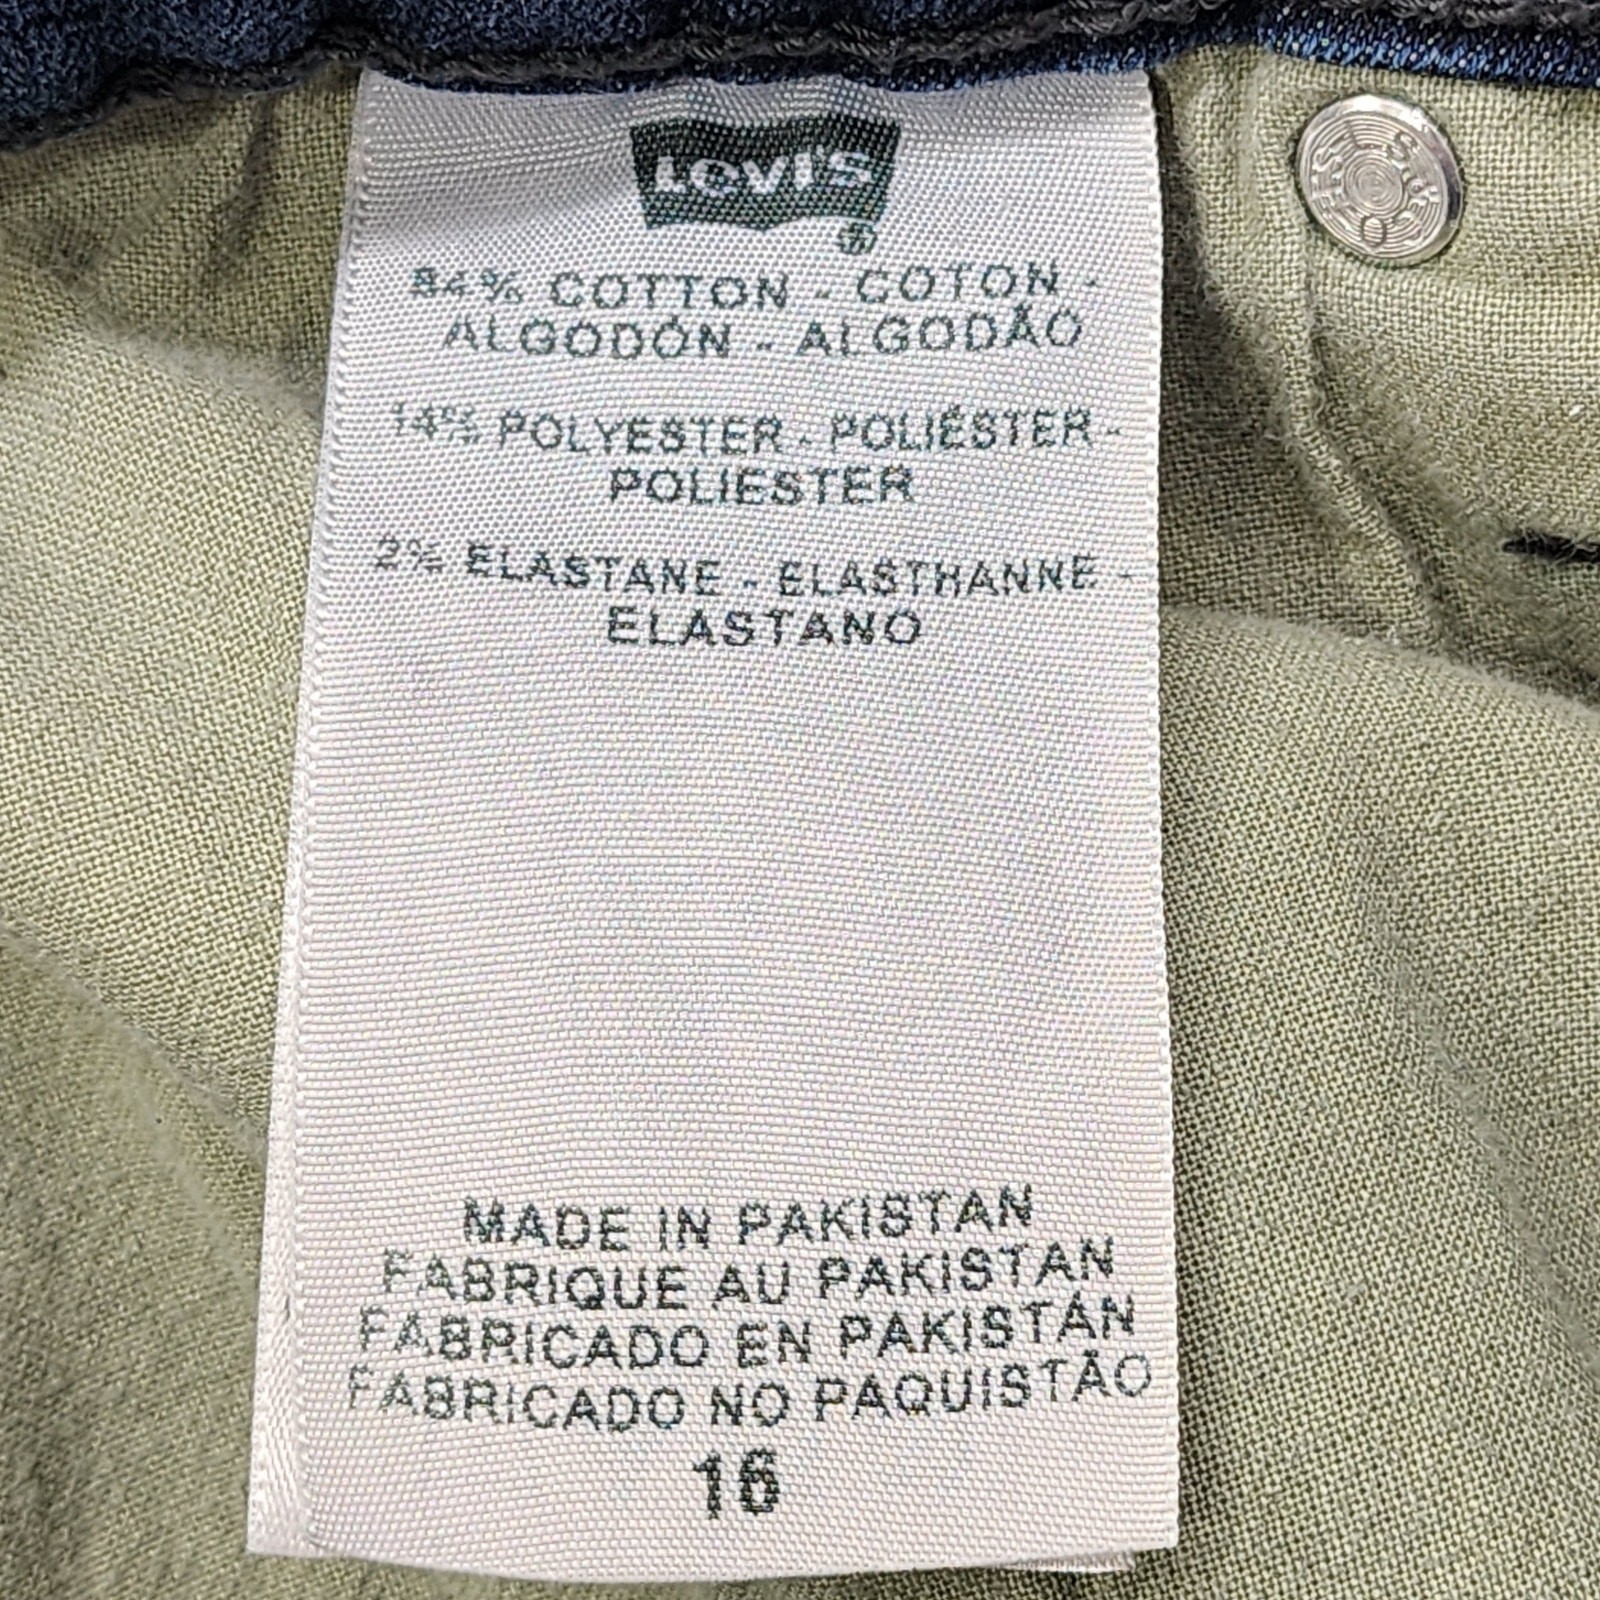 LEVI'S
®
84% COTTON - COTON -
ALGODÓN - ALGODÃO
14% POLYESTER - POLIÉSTER -
POLIESTER
2% ELASTANE - ELASTHANNE -
ELASTANO
MADE IN PAKISTAN
FABRIQUE AU PAKISTAN
FABRICADO EN PAKISTÁN
FABRICADO NO PAQUISTÃO
16